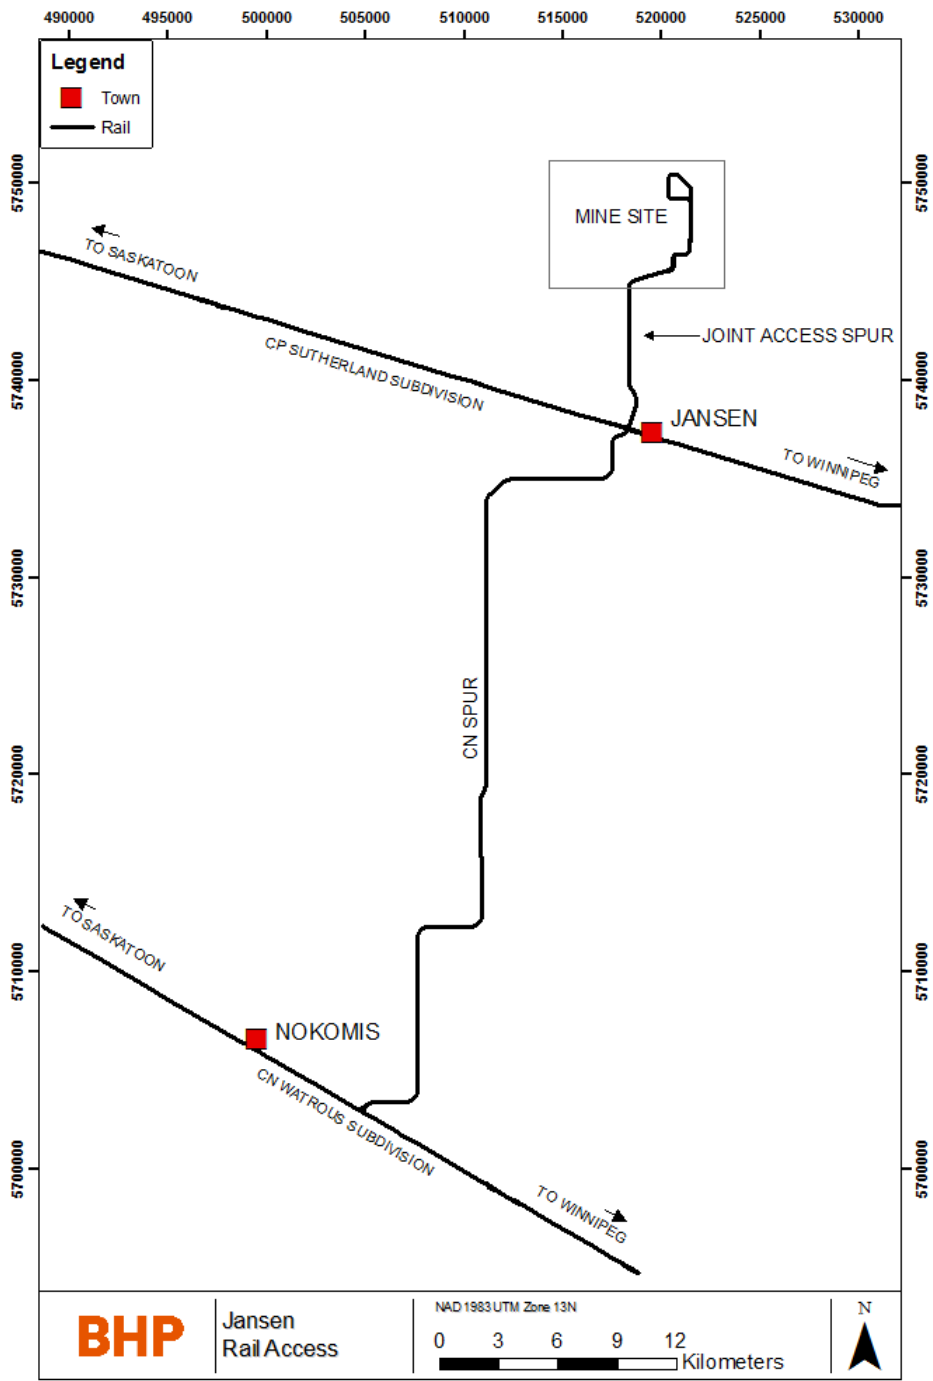 490000 495000 500000 505000 510000 515000 520000 525000 530000
Legend
Town
Rail
5750000
5750000
MINE SITE
TO SASKATOON
JOINT ACCESS SPUR
CP SUTHERLAND SUBDIVISION
5740000
5740000
JANSEN
TO WINNIPEG
5730000
5730000
CN SPUR
5720000
5720000
TO SASKATOON
5710000
5710000
NOKOMIS
CN WATROUS SUBDIVISION
5700000
5700000
TO WINNIPEG
BHP
Jansen
Rail Access
NAD 1983 UTM Zone 13N
0 3 6 9 12
Kilometers
N